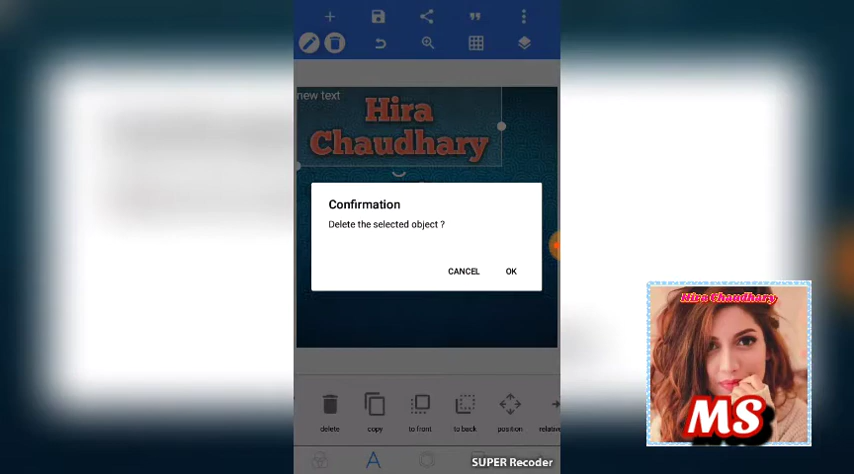 new text
Hira
Chaudhary
Confirmation
Delete the selected object ?
CANCEL OK
Hira Chaudhary
MS
delete copy to front to back position relative
A
SUPER Recoder